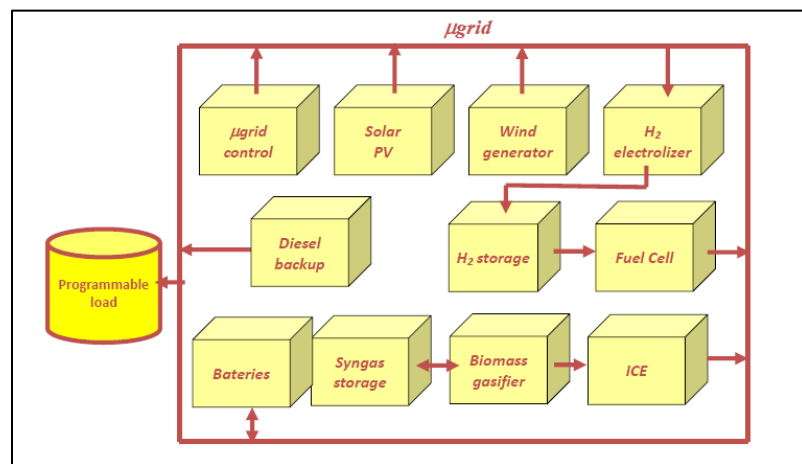 μgrid
μgrid
control
Solar
PV
Wind
generator
H₂
electrolizer
Diesel
backup
H₂ storage
Fuel Cell
Programmable
load
Bateries
Syngas
storage
Biomass
gasifier
ICE